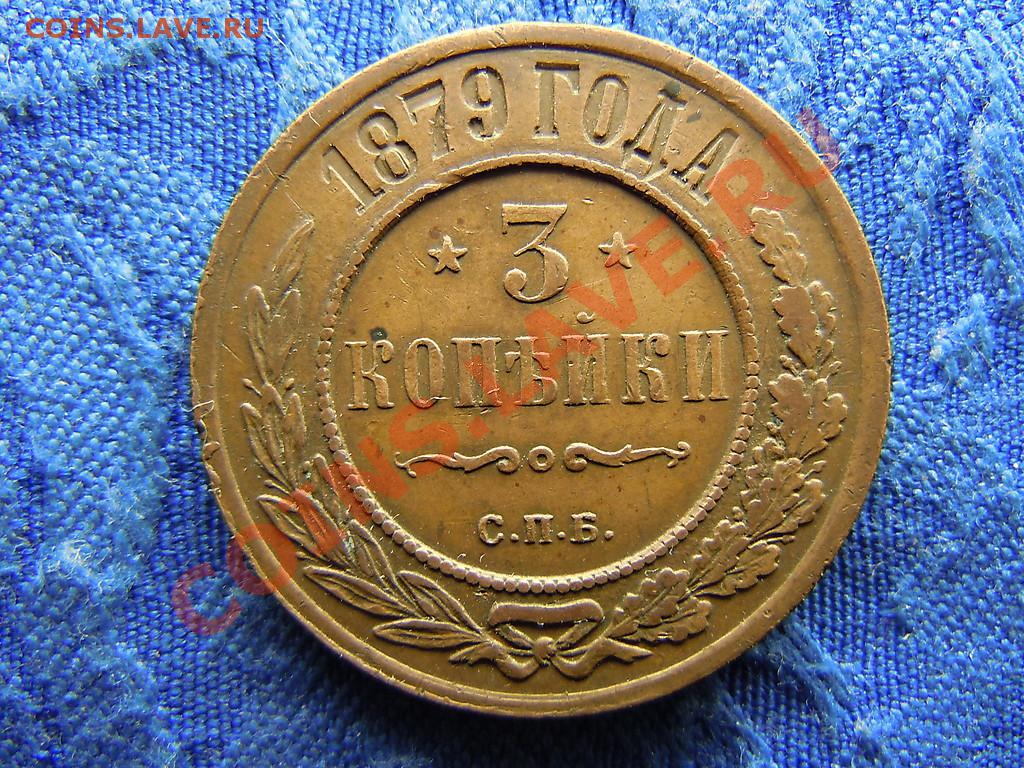 COINS.LAVE.RU
1879 ГОДА
3
КОПѢЙКИ
С.П.Б.
COINS.LAVE.RU